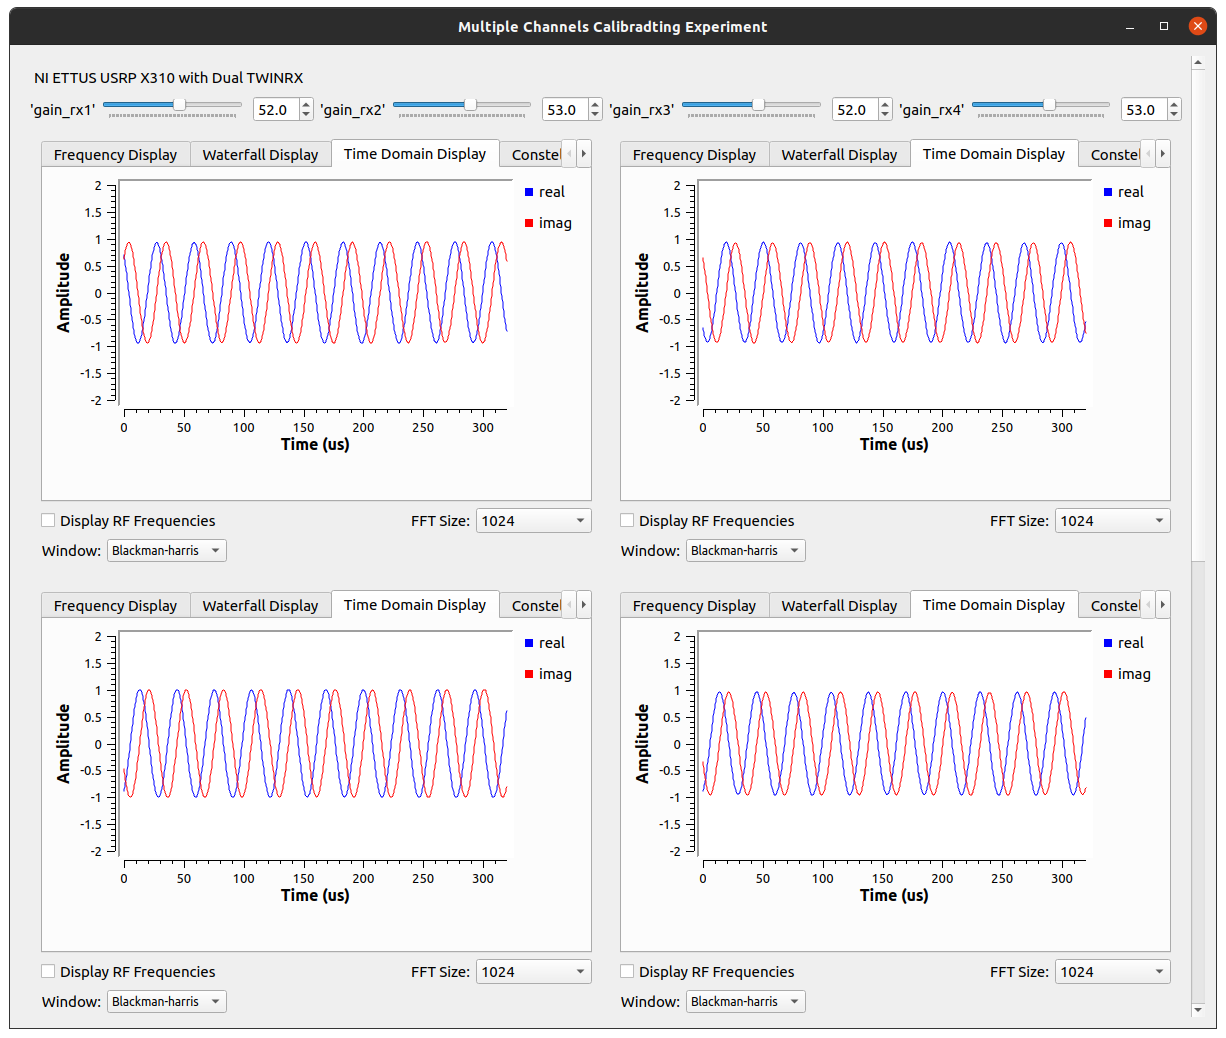 Multiple Channels Calibradting Experiment
NI ETTUS USRP X310 with Dual TWINRX
'gain_rx1' 52.0 'gain_rx2' 53.0 'gain_rx3' 52.0 'gain_rx4' 53.0
Frequency Display Waterfall Display Time Domain Display Constel
2
1.5
1
0.5
0
-0.5
-1
-1.5
-2
Amplitude
real
imag
0 50 100 150 200 250 300
Time (us)
Display RF Frequencies FFT Size: 1024
Window: Blackman-harris
Frequency Display Waterfall Display Time Domain Display Constel
2
1.5
1
0.5
0
-0.5
-1
-1.5
-2
Amplitude
real
imag
0 50 100 150 200 250 300
Time (us)
Display RF Frequencies FFT Size: 1024
Window: Blackman-harris
Frequency Display Waterfall Display Time Domain Display Constel
2
1.5
1
0.5
0
-0.5
-1
-1.5
-2
Amplitude
real
imag
0 50 100 150 200 250 300
Time (us)
Display RF Frequencies FFT Size: 1024
Window: Blackman-harris
Frequency Display Waterfall Display Time Domain Display Constel
2
1.5
1
0.5
0
-0.5
-1
-1.5
-2
Amplitude
real
imag
0 50 100 150 200 250 300
Time (us)
Display RF Frequencies FFT Size: 1024
Window: Blackman-harris